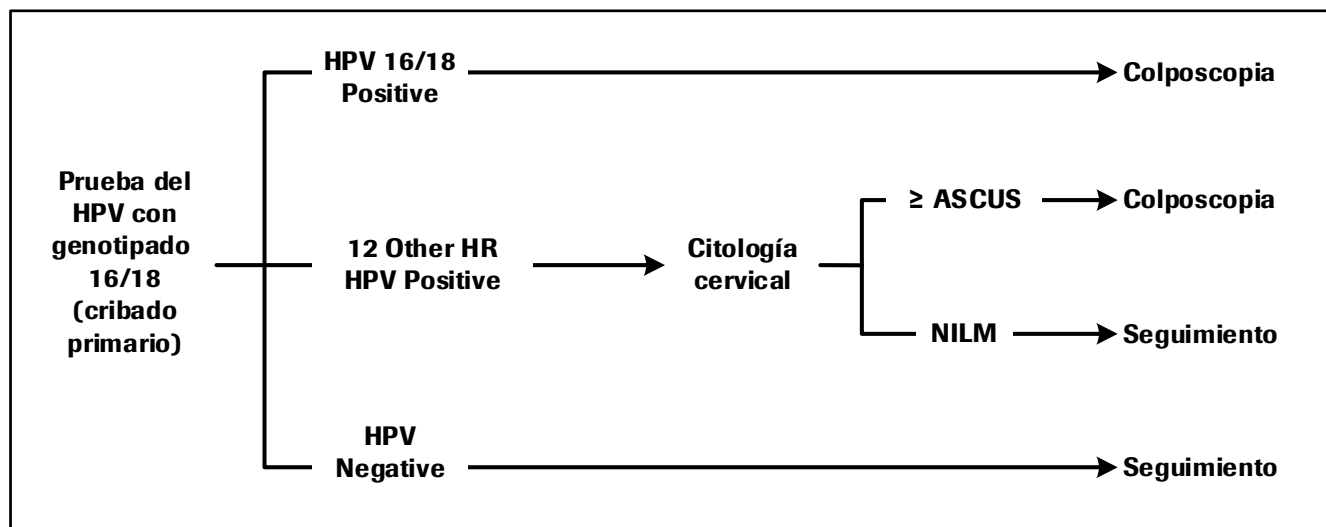 Prueba del
HPV con
genotipado
16/18
(cribado
primario)
HPV 16/18
Positive
Colposcopia
12 Other HR
HPV Positive
Citología
cervical
≥ ASCUS
Colposcopia
NILM
Seguimiento
HPV
Negative
Seguimiento